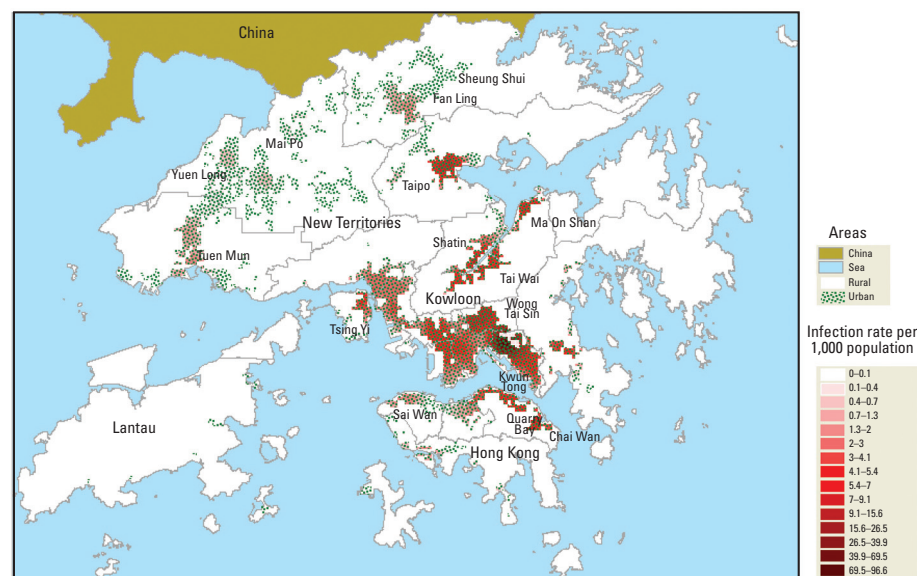 China
Sheung Shui
Fan Ling
Mai Po
Yuen Long
Taipo
New Territories
Ma On Shan
Shatin
Tuen Mun
Tai Wai
Kowloon
Wong
Tai Sin
Tsing Yi
Kwun
Tong
Sai Wan
Quarry
Bay
Chai Wan
Lantau
Hong Kong
Areas
China
Sea
Rural
Urban
Infection rate per
1,000 population
0–0.1
0.1–0.4
0.4–0.7
0.7–1.3
1.3–2
2–3
3–4.1
4.1–5.4
5.4–7
7–9.1
9.1–15.6
15.6–26.5
26.5–39.9
39.9–69.5
69.5–96.6